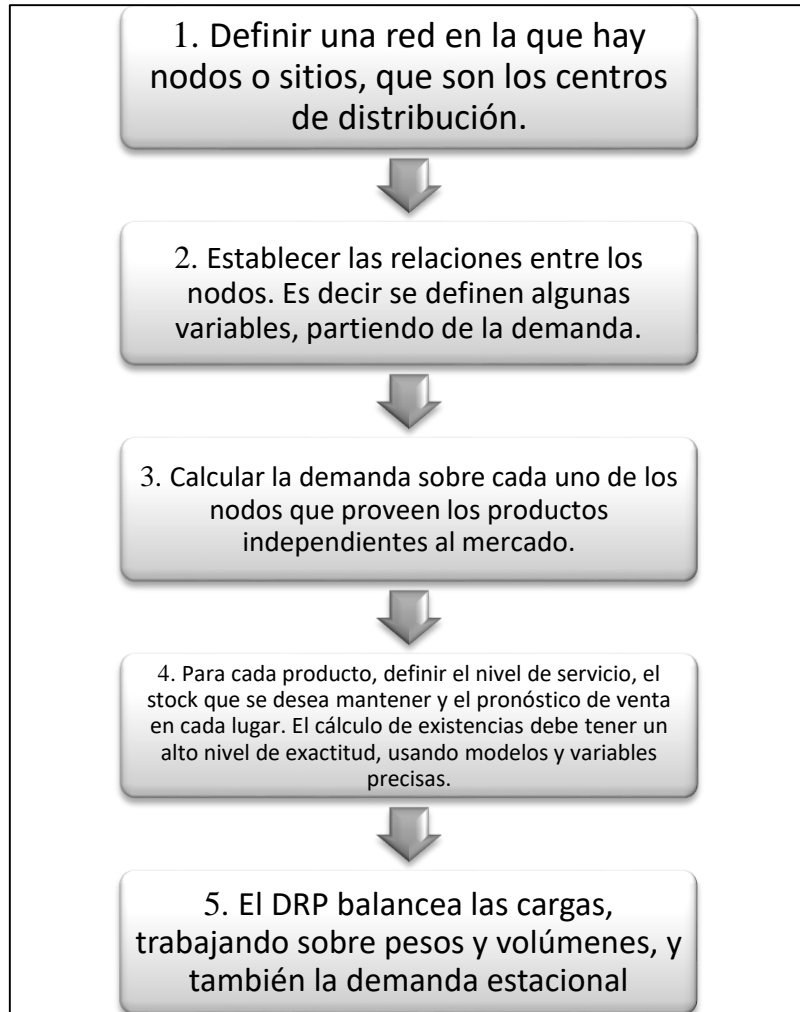 1. Definir una red en la que hay
nodos o sitios, que son los centros
de distribución.
2. Establecer las relaciones entre los
nodos. Es decir se definen algunas
variables, partiendo de la demanda.
3. Calcular la demanda sobre cada uno de los
nodos que proveen los productos
independientes al mercado.
4. Para cada producto, definir el nivel de servicio, el
stock que se desea mantener y el pronóstico de venta
en cada lugar. El cálculo de existencias debe tener un
alto nivel de exactitud, usando modelos y variables
precisas.
5. El DRP balancea las cargas,
trabajando sobre pesos y volúmenes, y
también la demanda estacional